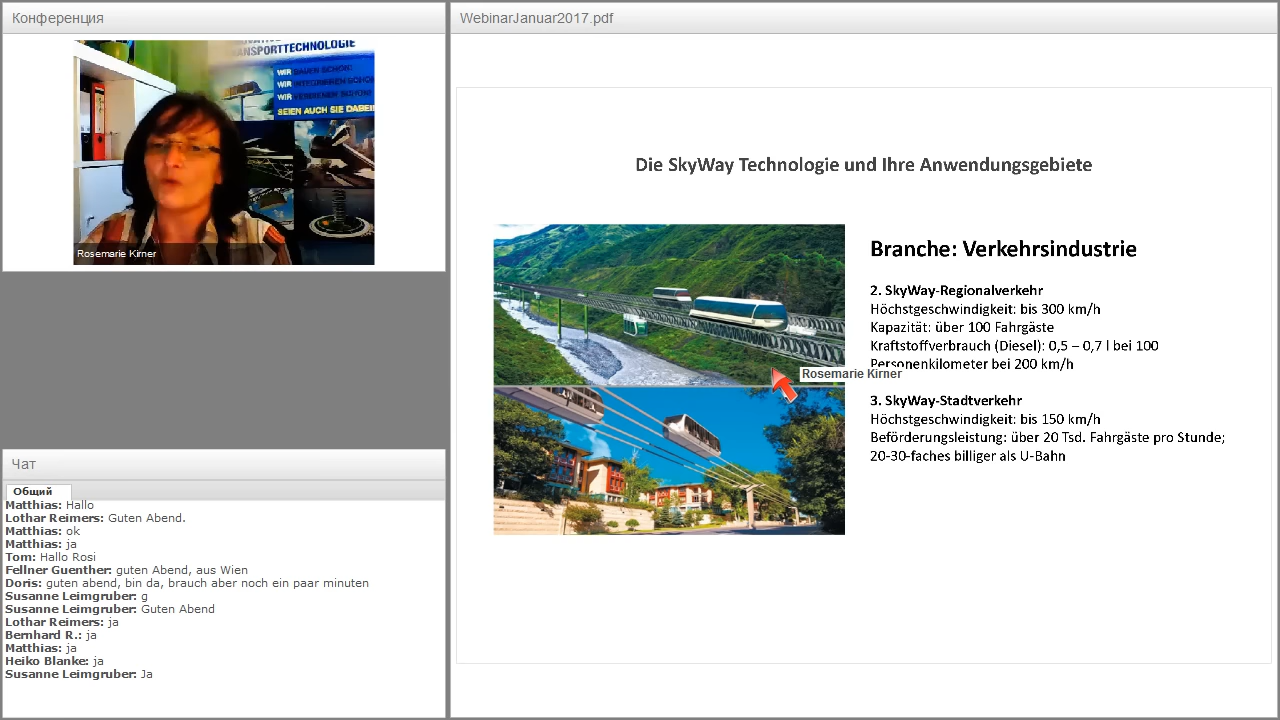 Конференция
TRANSPORTTECHNOLOGIE
WIR BAUEN SCHON!
WIR INTEGRIEREN SCHON!
WIR VERDIENEN SCHON!
SEIEN AUCH SIE DABEI
Rosemarie Kirner
Чат
Общий
Matthias: Hallo
Lothar Reimers: Guten Abend.
Matthias: ok
Matthias: ja
Tom: Hallo Rosi
Fellner Guenther: guten Abend, aus Wien
Doris: guten abend, bin da, brauch aber noch ein paar minuten
Susanne Leimgruber: g
Susanne Leimgruber: Guten Abend
Lothar Reimers: ja
Bernhard R.: ja
Matthias: ja
Heiko Blanke: ja
Susanne Leimgruber: Ja
WebinarJanuar2017.pdf
Die SkyWay Technologie und Ihre Anwendungsgebiete
Branche: Verkehrsindustrie
2. SkyWay-Regionalverkehr
Höchstgeschwindigkeit: bis 300 km/h
Kapazität: über 100 Fahrgäste
Kraftstoffverbrauch (Diesel): 0,5 – 0,7 l bei 100
Personenkilometer bei 200 km/h
Rosemarie Kirner
3. SkyWay-Stadtverkehr
Höchstgeschwindigkeit: bis 150 km/h
Beförderungsleistung: über 20 Tsd. Fahrgäste pro Stunde;
20-30-faches billiger als U-Bahn